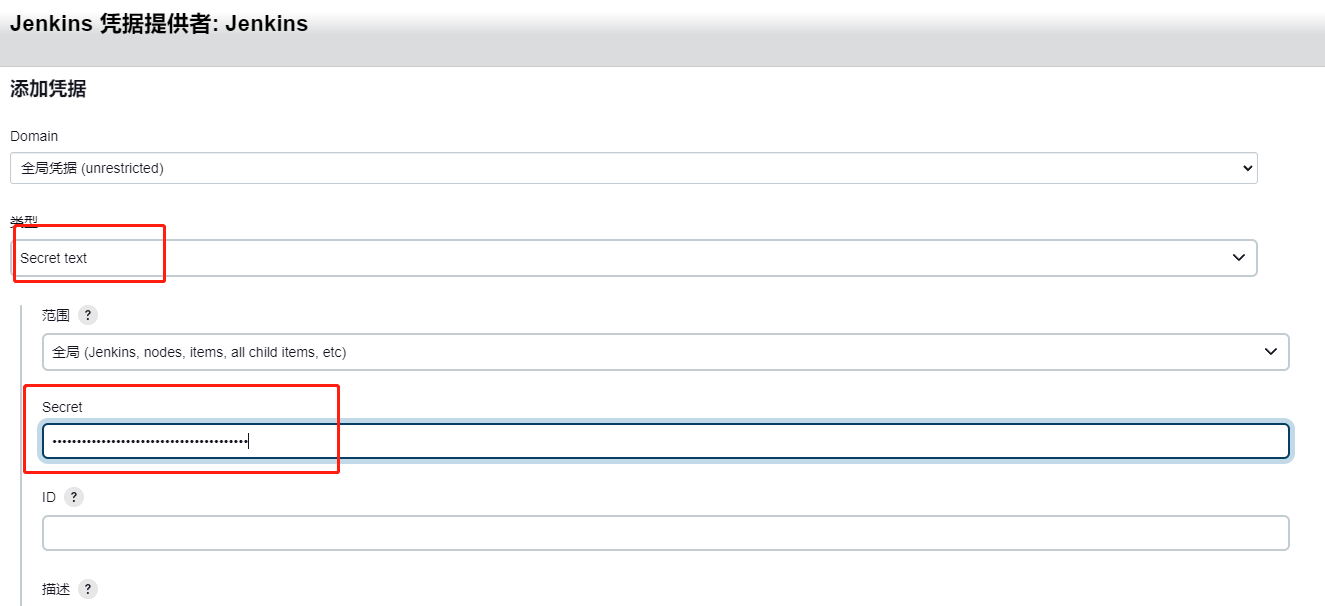 Jenkins 凭据提供者: Jenkins
添加凭据
Domain
全局凭据 (unrestricted)
类型
Secret text
范围 ?
全局 (Jenkins, nodes, items, all child items, etc)
Secret
ID ?
描述 ?